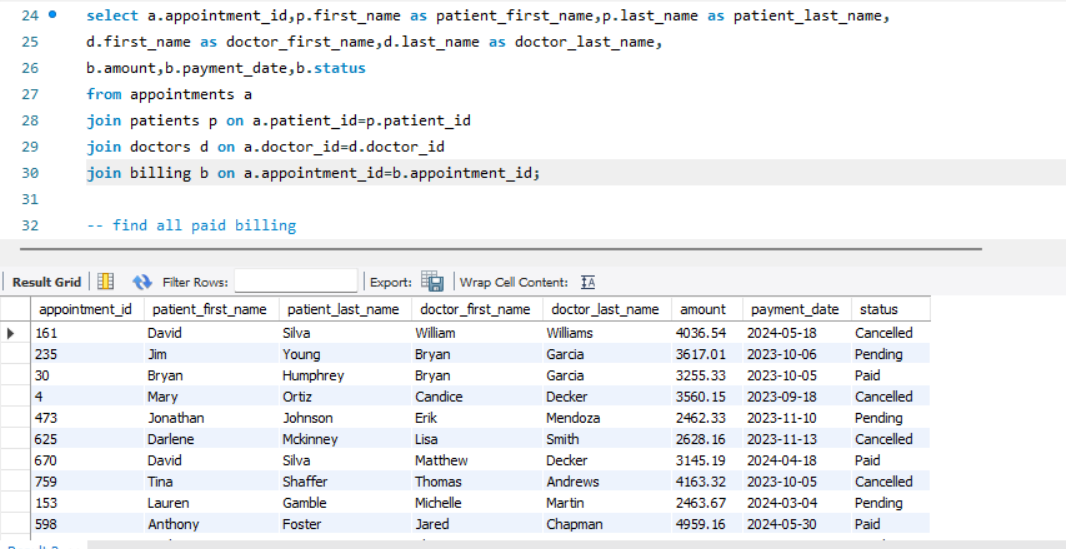 24 select a.appointment_id,p.first_name as patient_first_name,p.last_name as patient_last_name,
25 d.first_name as doctor_first_name,d.last_name as doctor_last_name,
26 b.amount,b.payment_date,b.status
27 from appointments a
28 join patients p on a.patient_id=p.patient_id
29 join doctors d on a.doctor_id=d.doctor_id
30 join billing b on a.appointment_id=b.appointment_id;
31
32 -- find all paid billing
Result Grid Filter Rows: Export: Wrap Cell Content: IA
appointment_id patient_first_name patient_last_name doctor_first_name doctor_last_name amount payment_date status
161 David Silva William Williams 4036.54 2024-05-18 Cancelled
235 Jim Young Bryan Garcia 3617.01 2023-10-06 Pending
30 Bryan Humphrey Bryan Garcia 3255.33 2023-10-05 Paid
4 Mary Ortiz Candice Decker 3560.15 2023-09-18 Cancelled
473 Jonathan Johnson Erik Mendoza 2462.33 2023-11-10 Pending
625 Darlene Mckinney Lisa Smith 2628.16 2023-11-13 Cancelled
670 David Silva Matthew Decker 3145.19 2024-04-18 Paid
759 Tina Shaffer Thomas Andrews 4163.32 2023-10-05 Cancelled
153 Lauren Gamble Michelle Martin 2463.67 2024-03-04 Pending
598 Anthony Foster Jared Chapman 4959.16 2024-05-30 Paid